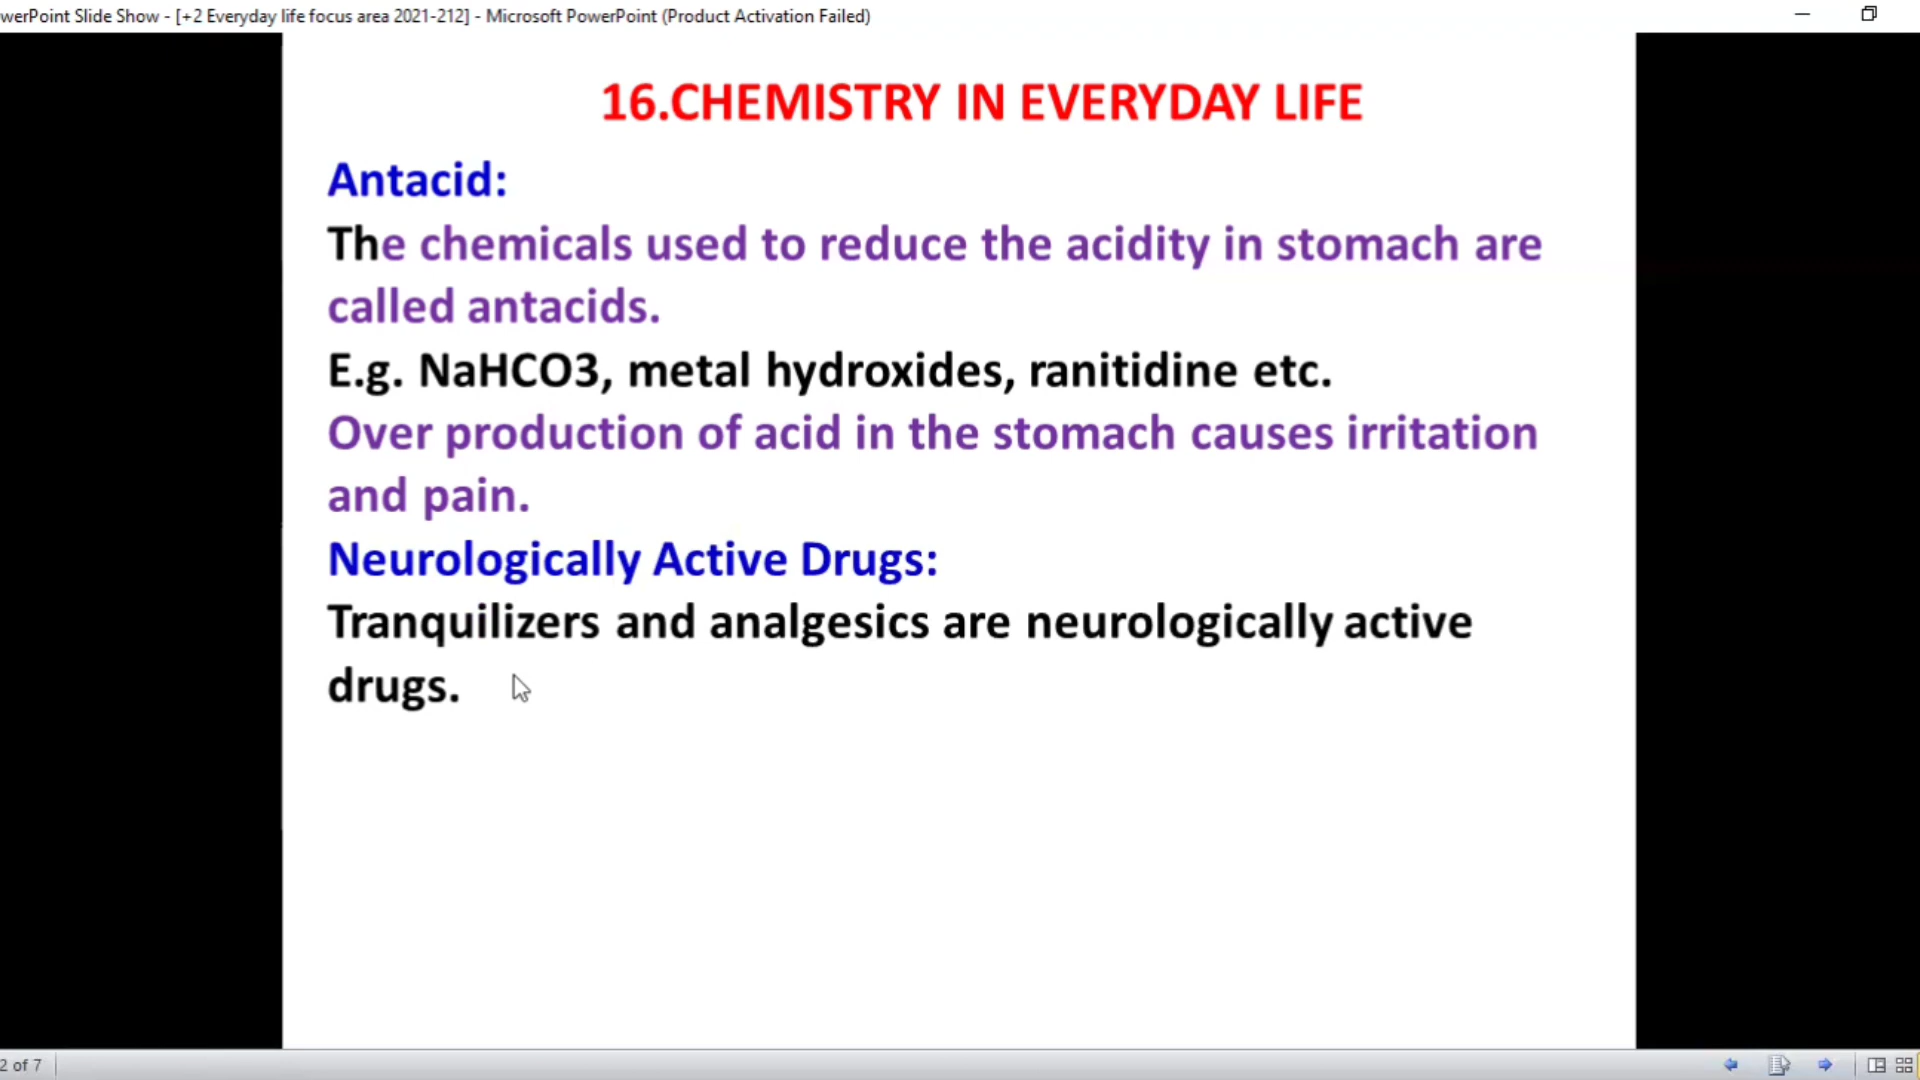 werPoint Slide Show - [+2 Everyday life focus area 2021-212] - Microsoft PowerPoint (Product Activation Failed)
16.CHEMISTRY IN EVERYDAY LIFE
Antacid:
The chemicals used to reduce the acidity in stomach are
called antacids.
E.g. NaHCO3, metal hydroxides, ranitidine etc.
Over production of acid in the stomach causes irritation
and pain.
Neurologically Active Drugs:
Tranquilizers and analgesics are neurologically active
drugs.
2 of 7